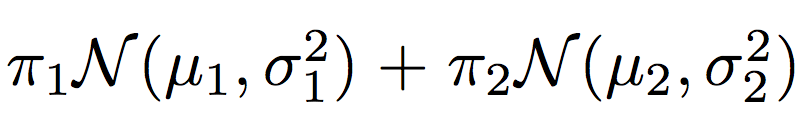 π₁𝒩(μ₁, σ₁²) + π₂𝒩(μ₂, σ₂²)